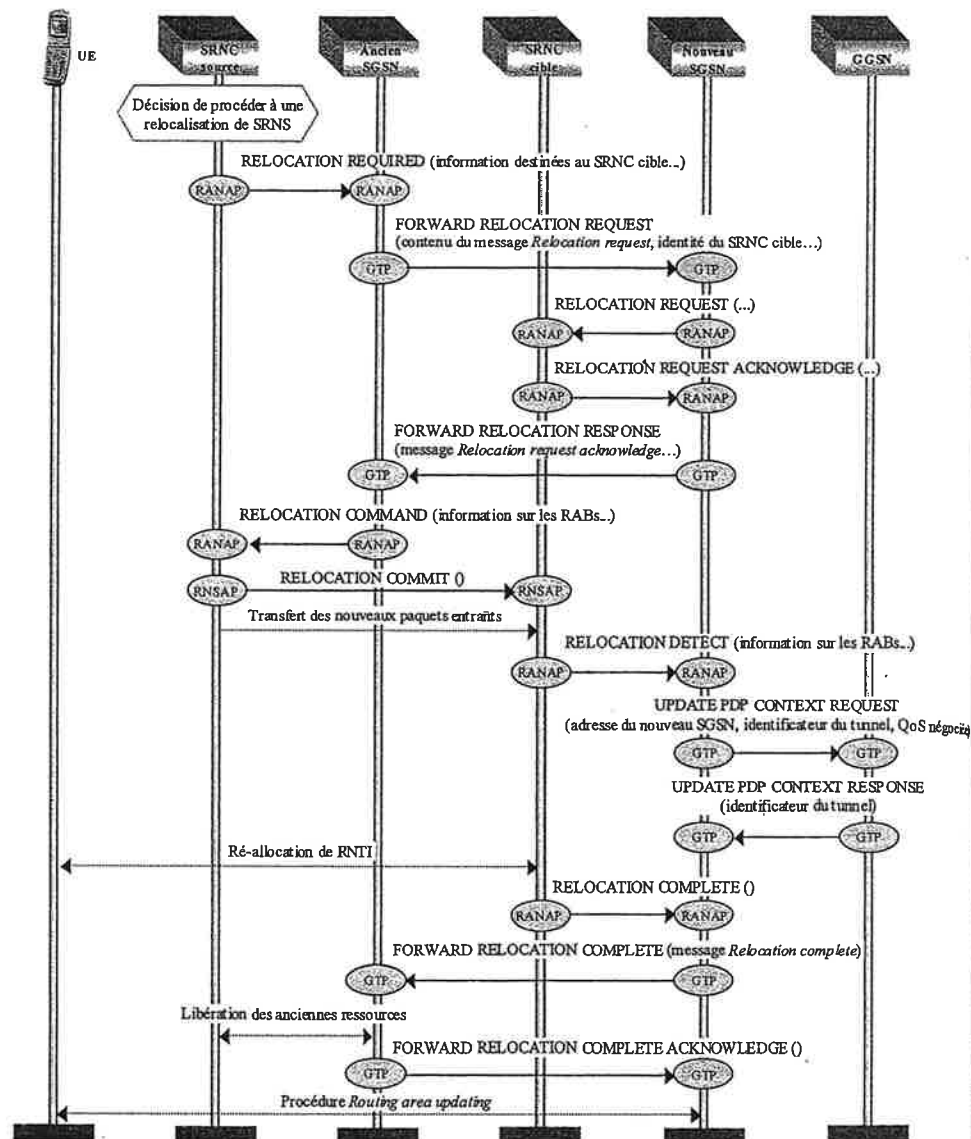 UE
SRNC
source
Ancien
SGSN
SRNC
cible
Nouveau
SGSN
GGSN
Décision de procéder à une
relocalisation de SRNS
RELOCATION REQUIRED (information destinées au SRNC cible...)
RANAP RANAP
FORWARD RELOCATION REQUEST
(contenu du message Relocation request, identité du SRNC cible...)
GTP GTP
RELOCATION REQUEST (...)
RANAP RANAP
RELOCATION REQUEST ACKNOWLEDGE (...)
RANAP RANAP
FORWARD RELOCATION RESPONSE
(message Relocation request acknowledge...)
GTP GTP
RELOCATION COMMAND (information sur les RABs...)
RANAP RANAP
RELOCATION COMMIT ()
RNSAP RNSAP
Transfert des nouveaux paquets entrants
RELOCATION DETECT (information sur les RABs...)
RANAP RANAP
UPDATE PDP CONTEXT REQUEST
(adresse du nouveau SGSN, identificateur du tunnel, QoS négociée)
GTP GTP
UPDATE PDP CONTEXT RESPONSE
(identificateur du tunnel)
GTP GTP
Ré-allocation de RNTI
RELOCATION COMPLETE ()
RANAP RANAP
FORWARD RELOCATION COMPLETE (message Relocation complete)
GTP GTP
Libération des anciennes ressources
FORWARD RELOCATION COMPLETE ACKNOWLEDGE ()
GTP GTP
Procédure Routing area updating